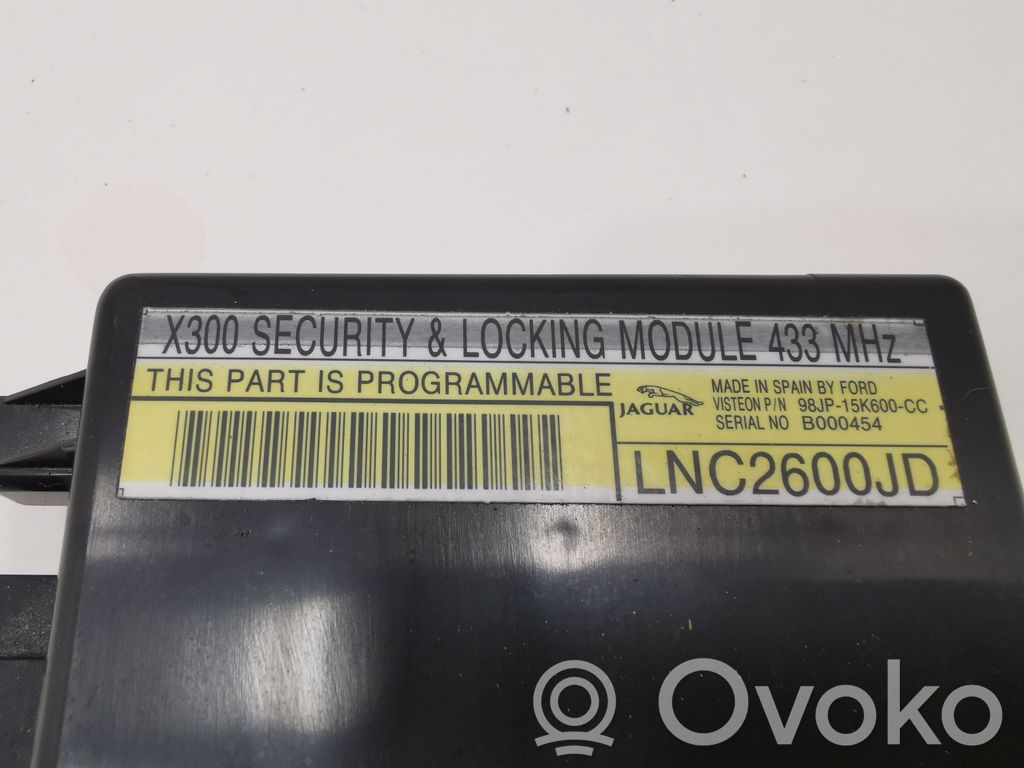 X300 SECURITY & LOCKING MODULE 433 MHz
THIS PART IS PROGRAMMABLE
JAGUAR
MADE IN SPAIN BY FORD
VISTEON P/N 98JP-15K600-CC
SERIAL NO B000454
LNC2600JD
Ovoko